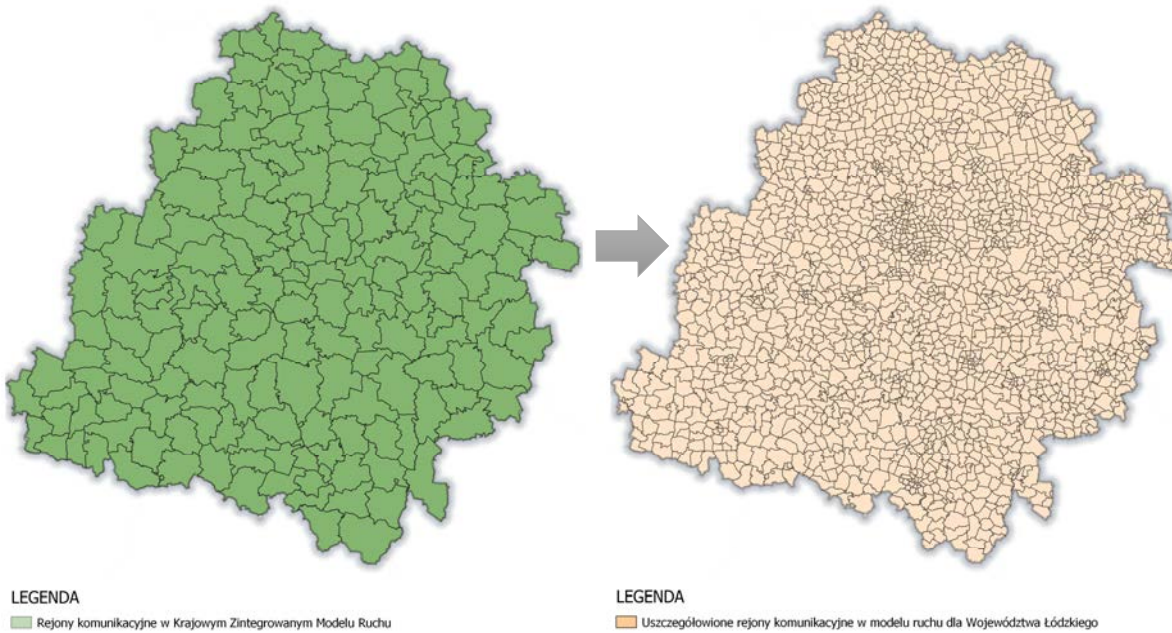 LEGENDA
Rejony komunikacyjne w Krajowym Zintegrowanym Modelu Ruchu
LEGENDA
Uszczegółowione rejony komunikacyjne w modelu ruchu dla Województwa Łódzkiego